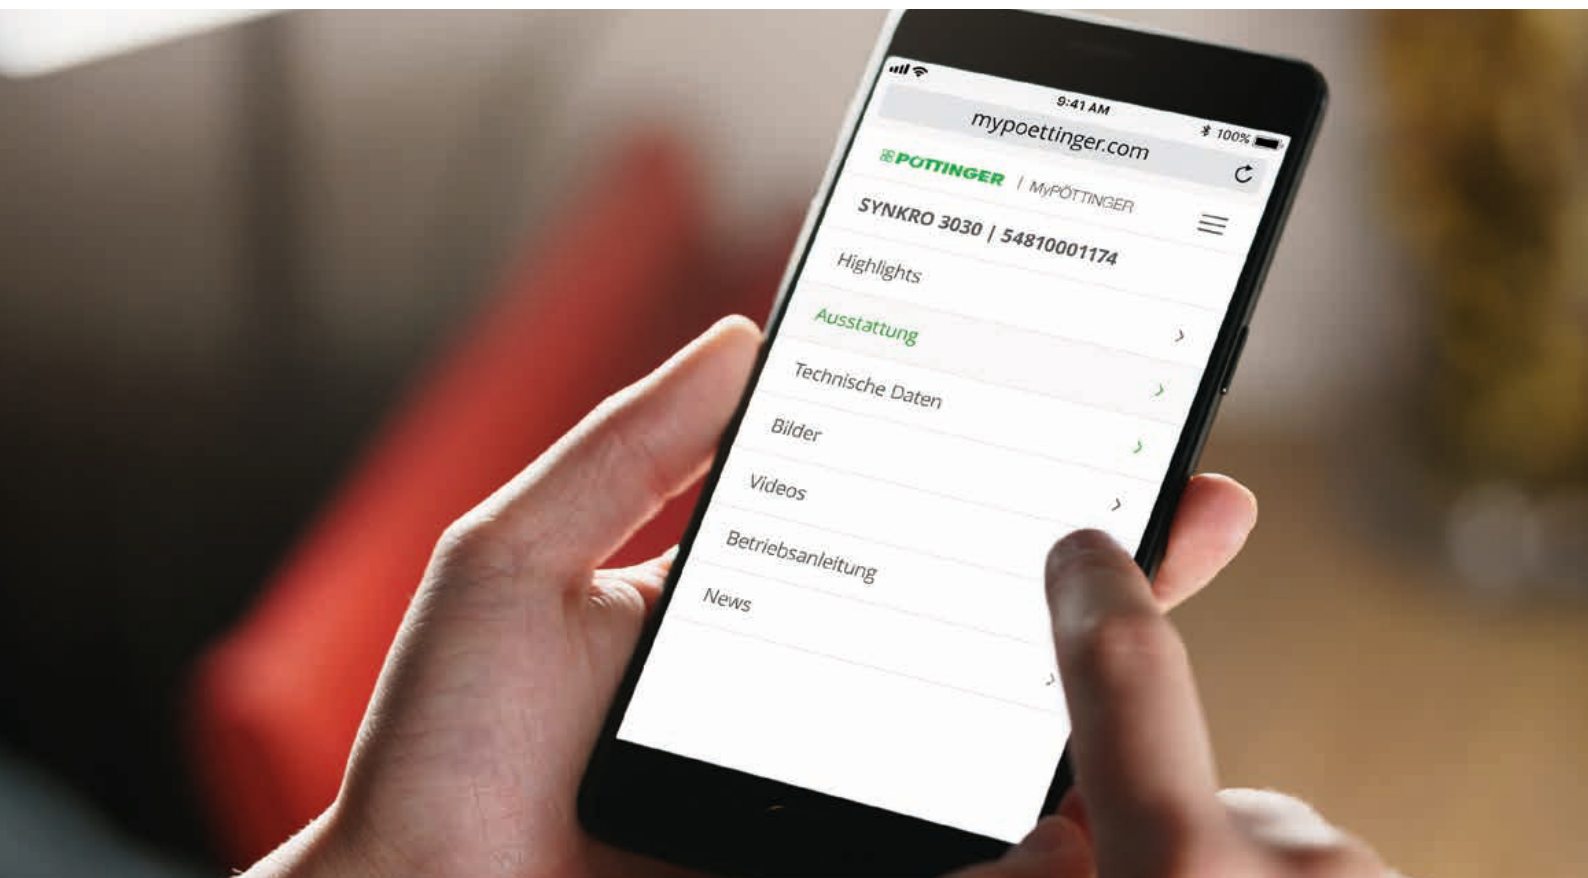 9:41 AM
100%
mypoettinger.com
PÖTTINGER | MyPÖTTINGER
SYNKRO 3030 | 54810001174
Highlights
Ausstattung
Technische Daten
Bilder
Videos
Betriebsanleitung
News